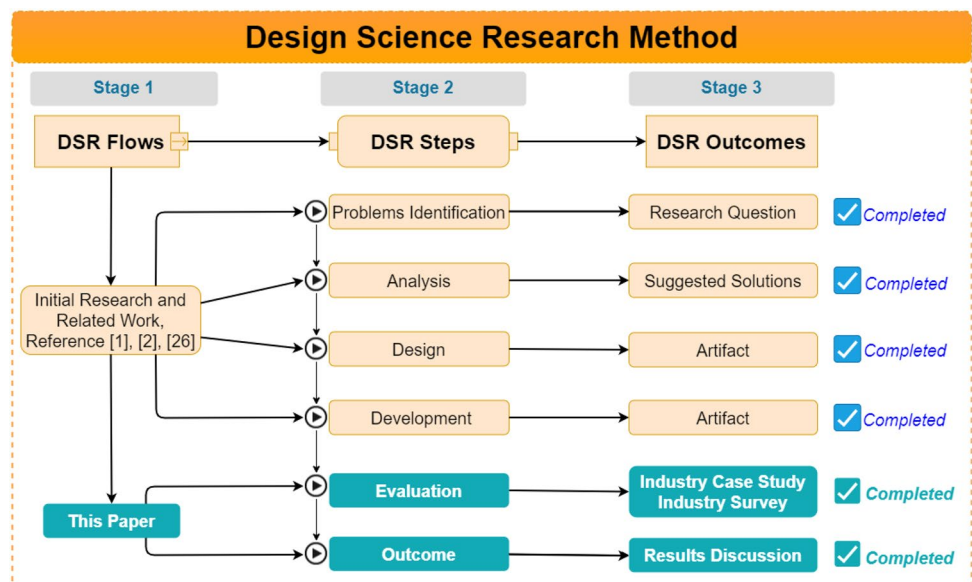 Design Science Research Method
Stage 1
Stage 2
Stage 3
DSR Flows
DSR Steps
DSR Outcomes
Problems Identification
Research Question
Completed
Initial Research and
Related Work,
Reference [1], [2], [26]
Analysis
Suggested Solutions
Completed
Design
Artifact
Completed
Development
Artifact
Completed
This Paper
Evaluation
Industry Case Study
Industry Survey
Completed
Outcome
Results Discussion
Completed